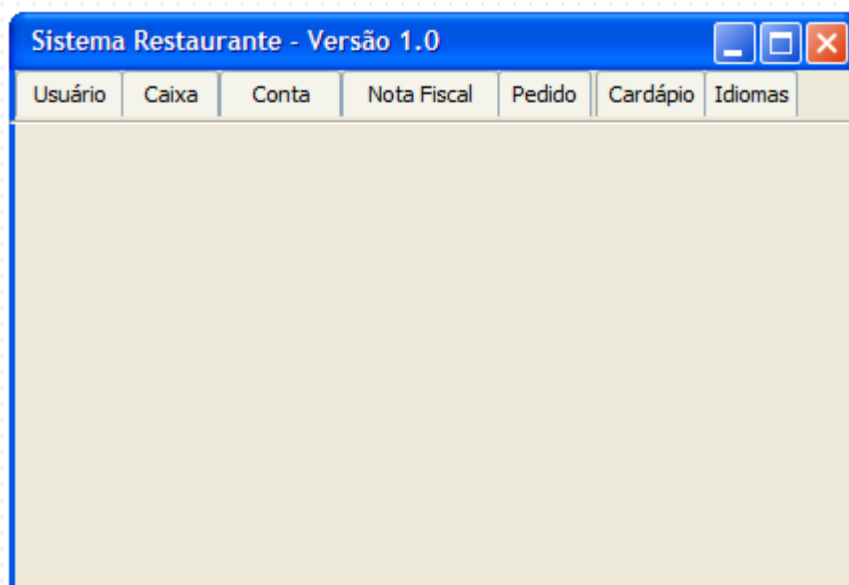 Sistema Restaurante - Versão 1.0
Usuário Caixa Conta Nota Fiscal Pedido Cardápio Idiomas